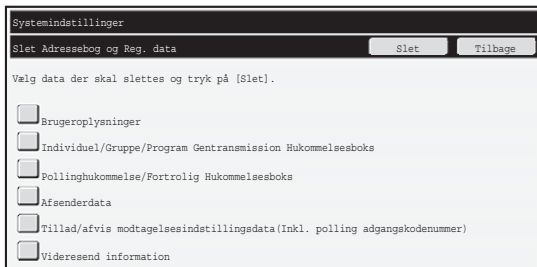 Systemindstillinger
Slet Adressebog og Reg. data Slet Tilbage
Vælg data der skal slettes og tryk på [Slet].
Brugeroplysninger
Individuel/Gruppe/Program Gentransmission Hukommelsesboks
Pollinghukommelse/Fortrolig Hukommelsesboks
Afsenderdata
Tillad/afvis modtagelsesindstillingsdata(Inkl. polling adgangskodenummer)
Videresend information